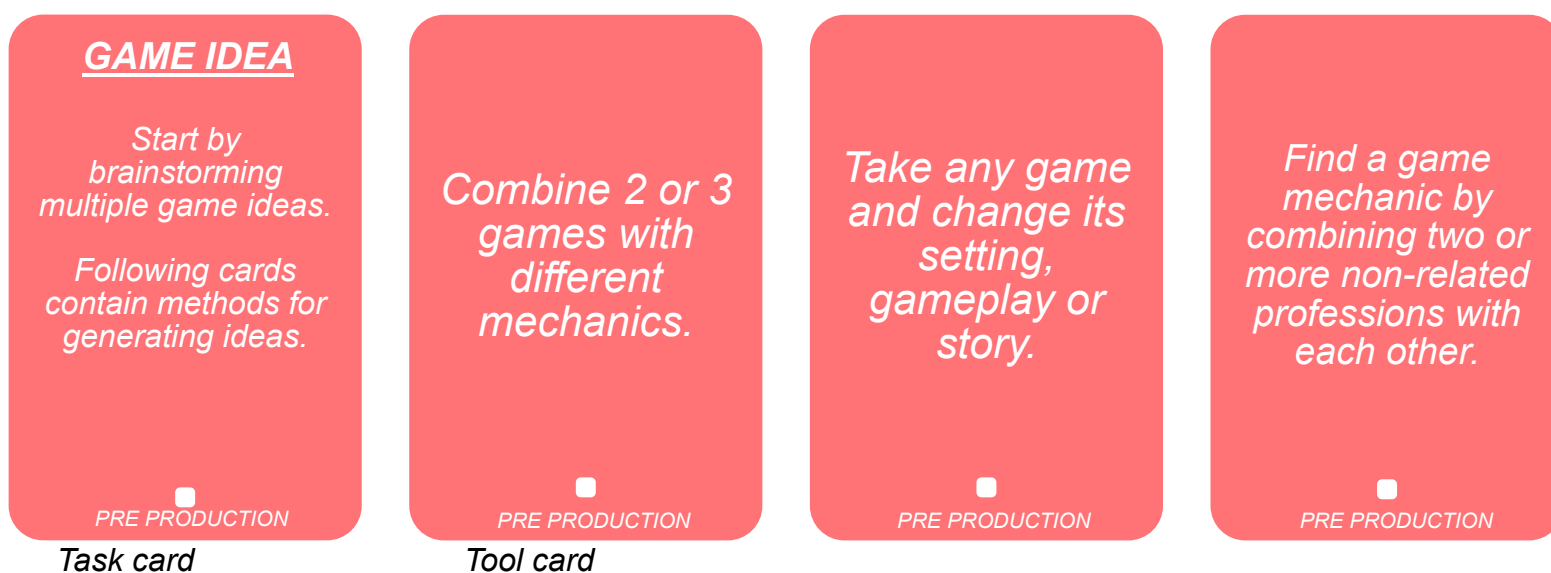 GAME IDEA
Start by
brainstorming
multiple game ideas.
Following cards
contain methods for
generating ideas.
PRE PRODUCTION
Task card
Combine 2 or 3
games with
different
mechanics.
PRE PRODUCTION
Tool card
Take any game
and change its
setting,
gameplay or
story.
PRE PRODUCTION
Find a game
mechanic by
combining two or
more non-related
professions with
each other.
PRE PRODUCTION